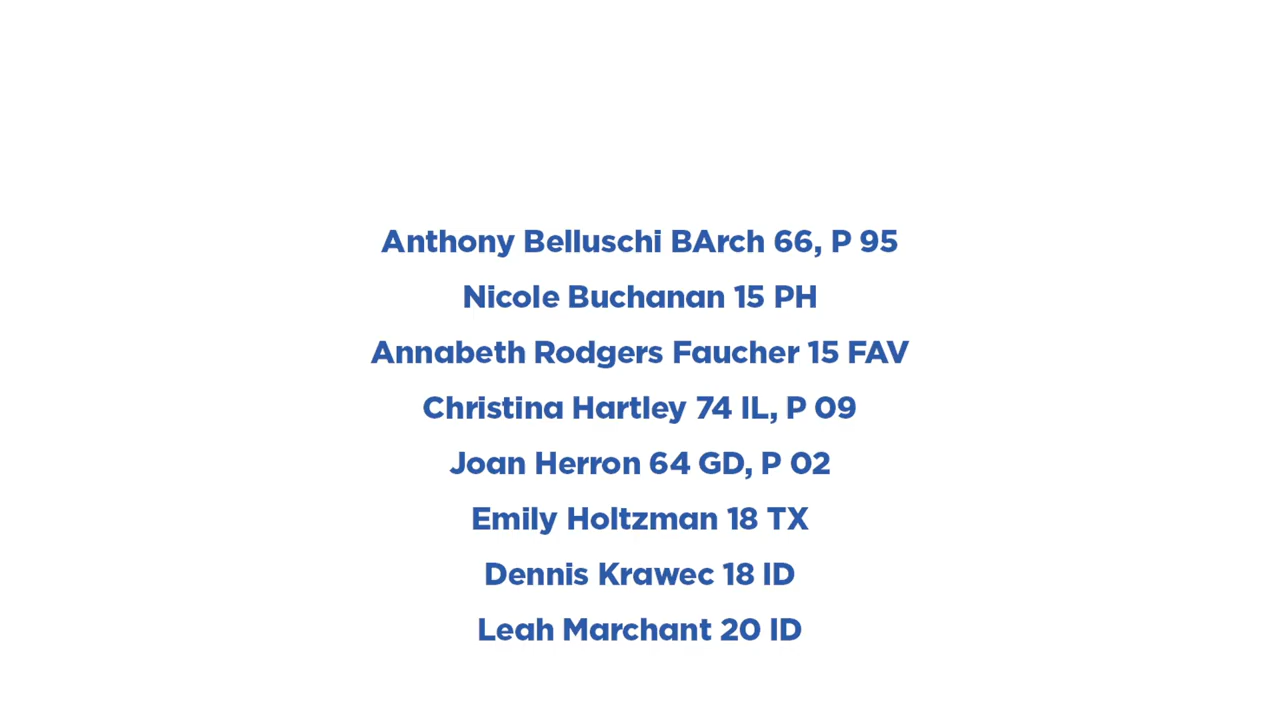 Anthony Belluschi BArch 66, P 95
Nicole Buchanan 15 PH
Annabeth Rodgers Faucher 15 FAV
Christina Hartley 74 IL, P 09
Joan Herron 64 GD, P 02
Emily Holtzman 18 TX
Dennis Krawec 18 ID
Leah Marchant 20 ID